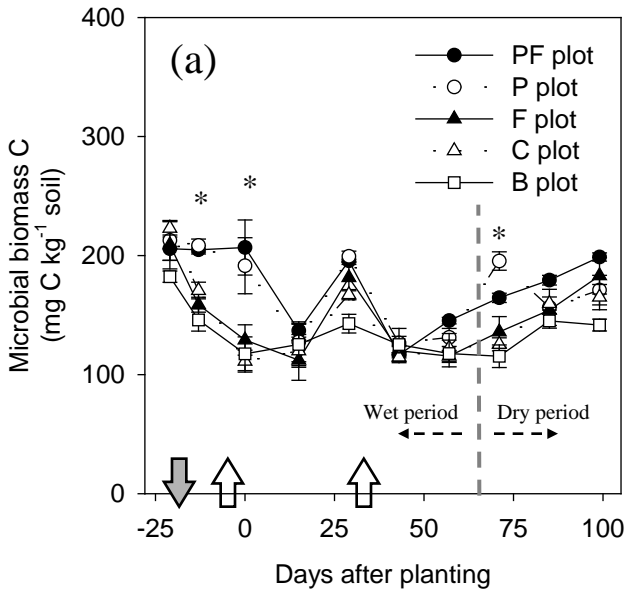 400
300
200
100
0
Microbial biomass C
(mg C kg-1 soil)
(a)
PF plot
P plot
F plot
C plot
B plot
*
*
*
Wet period
Dry period
-25 0 25 50 75 100
Days after planting